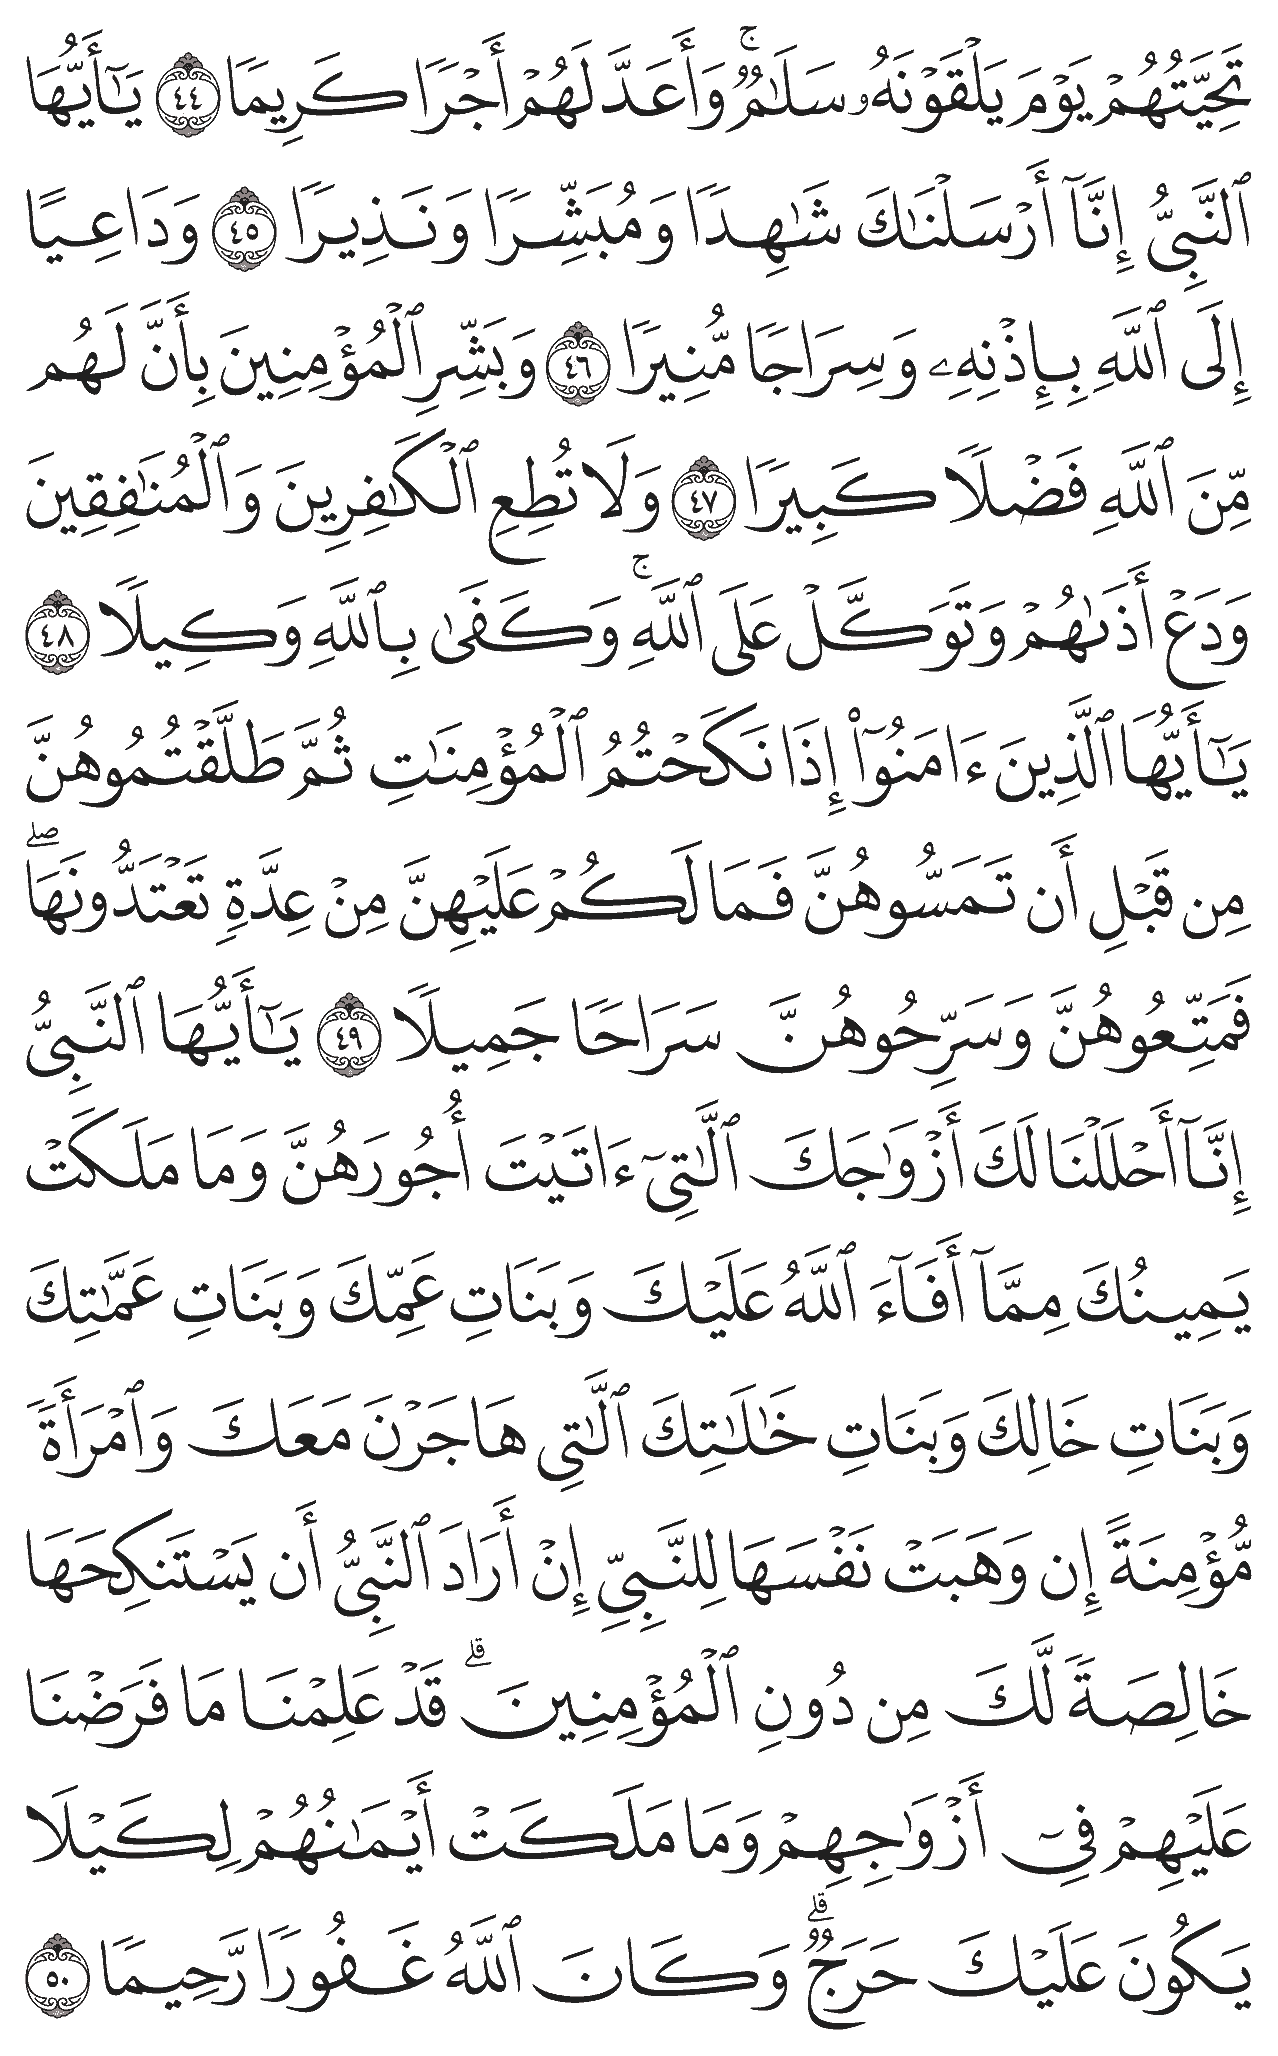 تَحِيَّتُهُمْ يَوْمَ يَلْقَوْنَهُۥ سَلَٰمٌۭ ۚ وَأَعَدَّ لَهُمْ أَجْرًا كَرِيمًا ٤٤ يَٰٓأَيُّهَا
ٱلنَّبِىُّ إِنَّآ أَرْسَلْنَٰكَ شَٰهِدًا وَمُبَشِّرًا وَنَذِيرًا ٤٥ وَدَاعِيًا
إِلَى ٱللَّهِ بِإِذْنِهِۦ وَسِرَاجًا مُّنِيرًا ٤٦ وَبَشِّرِ ٱلْمُؤْمِنِينَ بِأَنَّ لَهُم
مِّنَ ٱللَّهِ فَضْلًا كَبِيرًا ٤٧ وَلَا تُطِعِ ٱلْكَٰفِرِينَ وَٱلْمُنَٰفِقِينَ
وَدَعْ أَذَىٰهُمْ وَتَوَكَّلْ عَلَى ٱللَّهِ ۚ وَكَفَىٰ بِٱللَّهِ وَكِيلًا ٤٨
يَٰٓأَيُّهَا ٱلَّذِينَ ءَامَنُوٓا۟ إِذَا نَكَحْتُمُ ٱلْمُؤْمِنَٰتِ ثُمَّ طَلَّقْتُمُوهُنَّ
مِن قَبْلِ أَن تَمَسُّوهُنَّ فَمَا لَكُمْ عَلَيْهِنَّ مِنْ عِدَّةٍ تَعْتَدُّونَهَا ۖ
فَمَتِّعُوهُنَّ وَسَرِّحُوهُنَّ سَرَاحًا جَمِيلًا ٤٩ يَٰٓأَيُّهَا ٱلنَّبِىُّ
إِنَّآ أَحْلَلْنَا لَكَ أَزْوَٰجَكَ ٱلَّٰتِىٓ ءَاتَيْتَ أُجُورَهُنَّ وَمَا مَلَكَتْ
يَمِينُكَ مِمَّآ أَفَآءَ ٱللَّهُ عَلَيْكَ وَبَنَاتِ عَمِّكَ وَبَنَاتِ عَمَّٰتِكَ
وَبَنَاتِ خَالِكَ وَبَنَاتِ خَٰلَٰتِكَ ٱلَّٰتِى هَاجَرْنَ مَعَكَ وَٱمْرَأَةً
مُّؤْمِنَةً إِن وَهَبَتْ نَفْسَهَا لِلنَّبِىِّ إِنْ أَرَادَ ٱلنَّبِىُّ أَن يَسْتَنكِحَهَا
خَالِصَةً لَّكَ مِن دُونِ ٱلْمُؤْمِنِينَ ۗ قَدْ عَلِمْنَا مَا فَرَضْنَا
عَلَيْهِمْ فِىٓ أَزْوَٰجِهِمْ وَمَا مَلَكَتْ أَيْمَٰنُهُمْ لِكَيْلَا
يَكُونَ عَلَيْكَ حَرَجٌۭ ۗ وَكَانَ ٱللَّهُ غَفُورًا رَّحِيمًا ٥٠